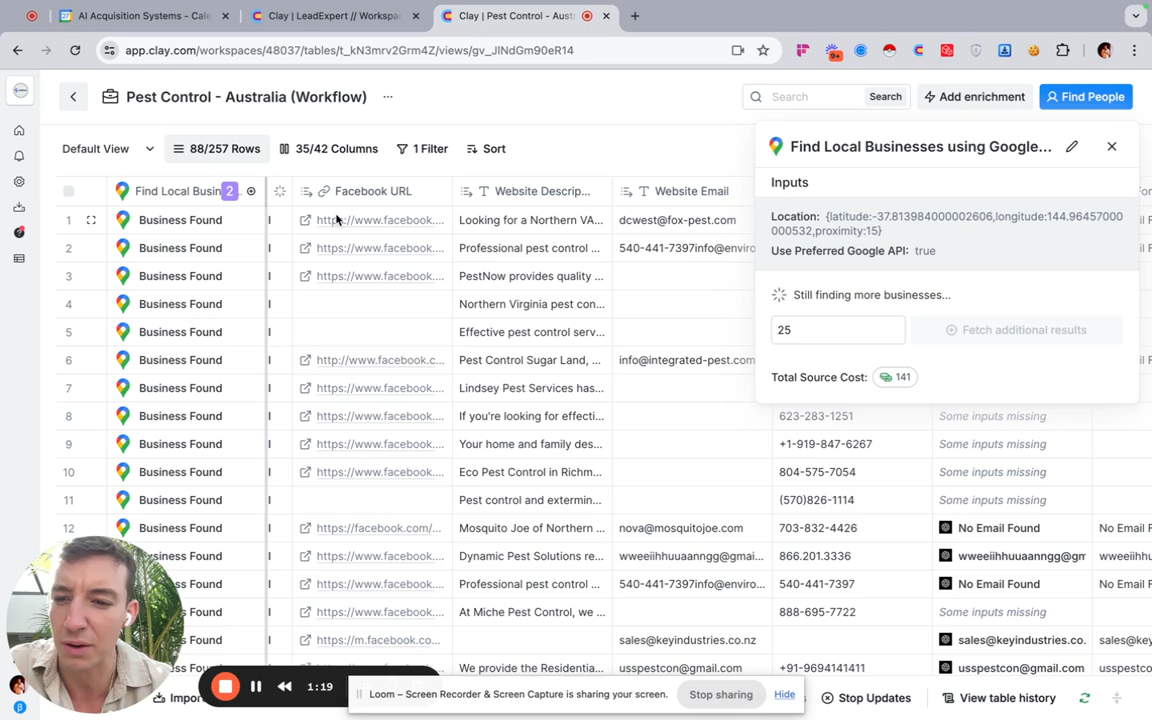 AI Acquisition Systems - Cale
Clay | LeadExpert // Workspac
Clay | Pest Control - Austr
app.clay.com/workspaces/48037/tables/t_kN3mrv2Grm4Z/views/gv_JlNdGm90eR14
9+
Pest Control - Australia (Workflow)
Search
Search
Add enrichment
Find People
Default View
88/257 Rows
35/42 Columns
1 Filter
Sort
Find Local Businesses using Google...
Inputs
Location: {latitude:-37.813984000002606,longitude:144.96457000
000532,proximity:15}
Use Preferred Google API: true
Still finding more businesses...
25
Fetch additional results
Total Source Cost: 141
Find Local Busin 2 Facebook URL Website Descrip... Website Email
1 Business Found https://www.facebook.... Looking for a Northern VA... dcwest@fox-pest.com
2 Business Found https://www.facebook.... Professional pest control ... 540-441-7397info@enviro
3 Business Found https://www.facebook.... PestNow provides quality ...
4 Business Found Northern Virginia pest con...
5 Business Found Effective pest control serv...
6 Business Found http://www.facebook.c... Pest Control Sugar Land, ... info@integrated-pest.com
7 Business Found https://www.facebook.... Lindsey Pest Services has...
8 Business Found https://www.facebook.... If you're looking for effecti... 623-283-1251 Some inputs missing
9 Business Found https://www.facebook.... Your home and family des... +1-919-847-6267 Some inputs missing
10 Business Found https://www.facebook.... Eco Pest Control in Richm... 804-575-7054 Some inputs missing
11 Business Found Pest control and extermin... (570)826-1114 Some inputs missing
12 Business Found https://facebook.com/... Mosquito Joe of Northern ... nova@mosquitojoe.com 703-832-4426 No Email Found No Email F
Business Found https://www.facebook.... Dynamic Pest Solutions re... wweeiihhuuaanngg@gmai... 866.201.3336 wweeiihhuuaanngg@gm wweeiihhu
Business Found https://www.facebook.... Professional pest control ... 540-441-7397info@enviro... 540-441-7397 No Email Found No Email F
Business Found https://www.facebook.... At Miche Pest Control, we ... 888-695-7722 Some inputs missing
Business Found https://m.facebook.co... sales@keyindustries.co.nz sales@keyindustries.co. sales@key
Business Found We provide the Residentia... usspestcon@gmail.com +91-9694141411 usspestcon@gmail.com usspestcon
Impor
1:19
Loom – Screen Recorder & Screen Capture is sharing your screen.
Stop sharing
Hide
Stop Updates
View table history